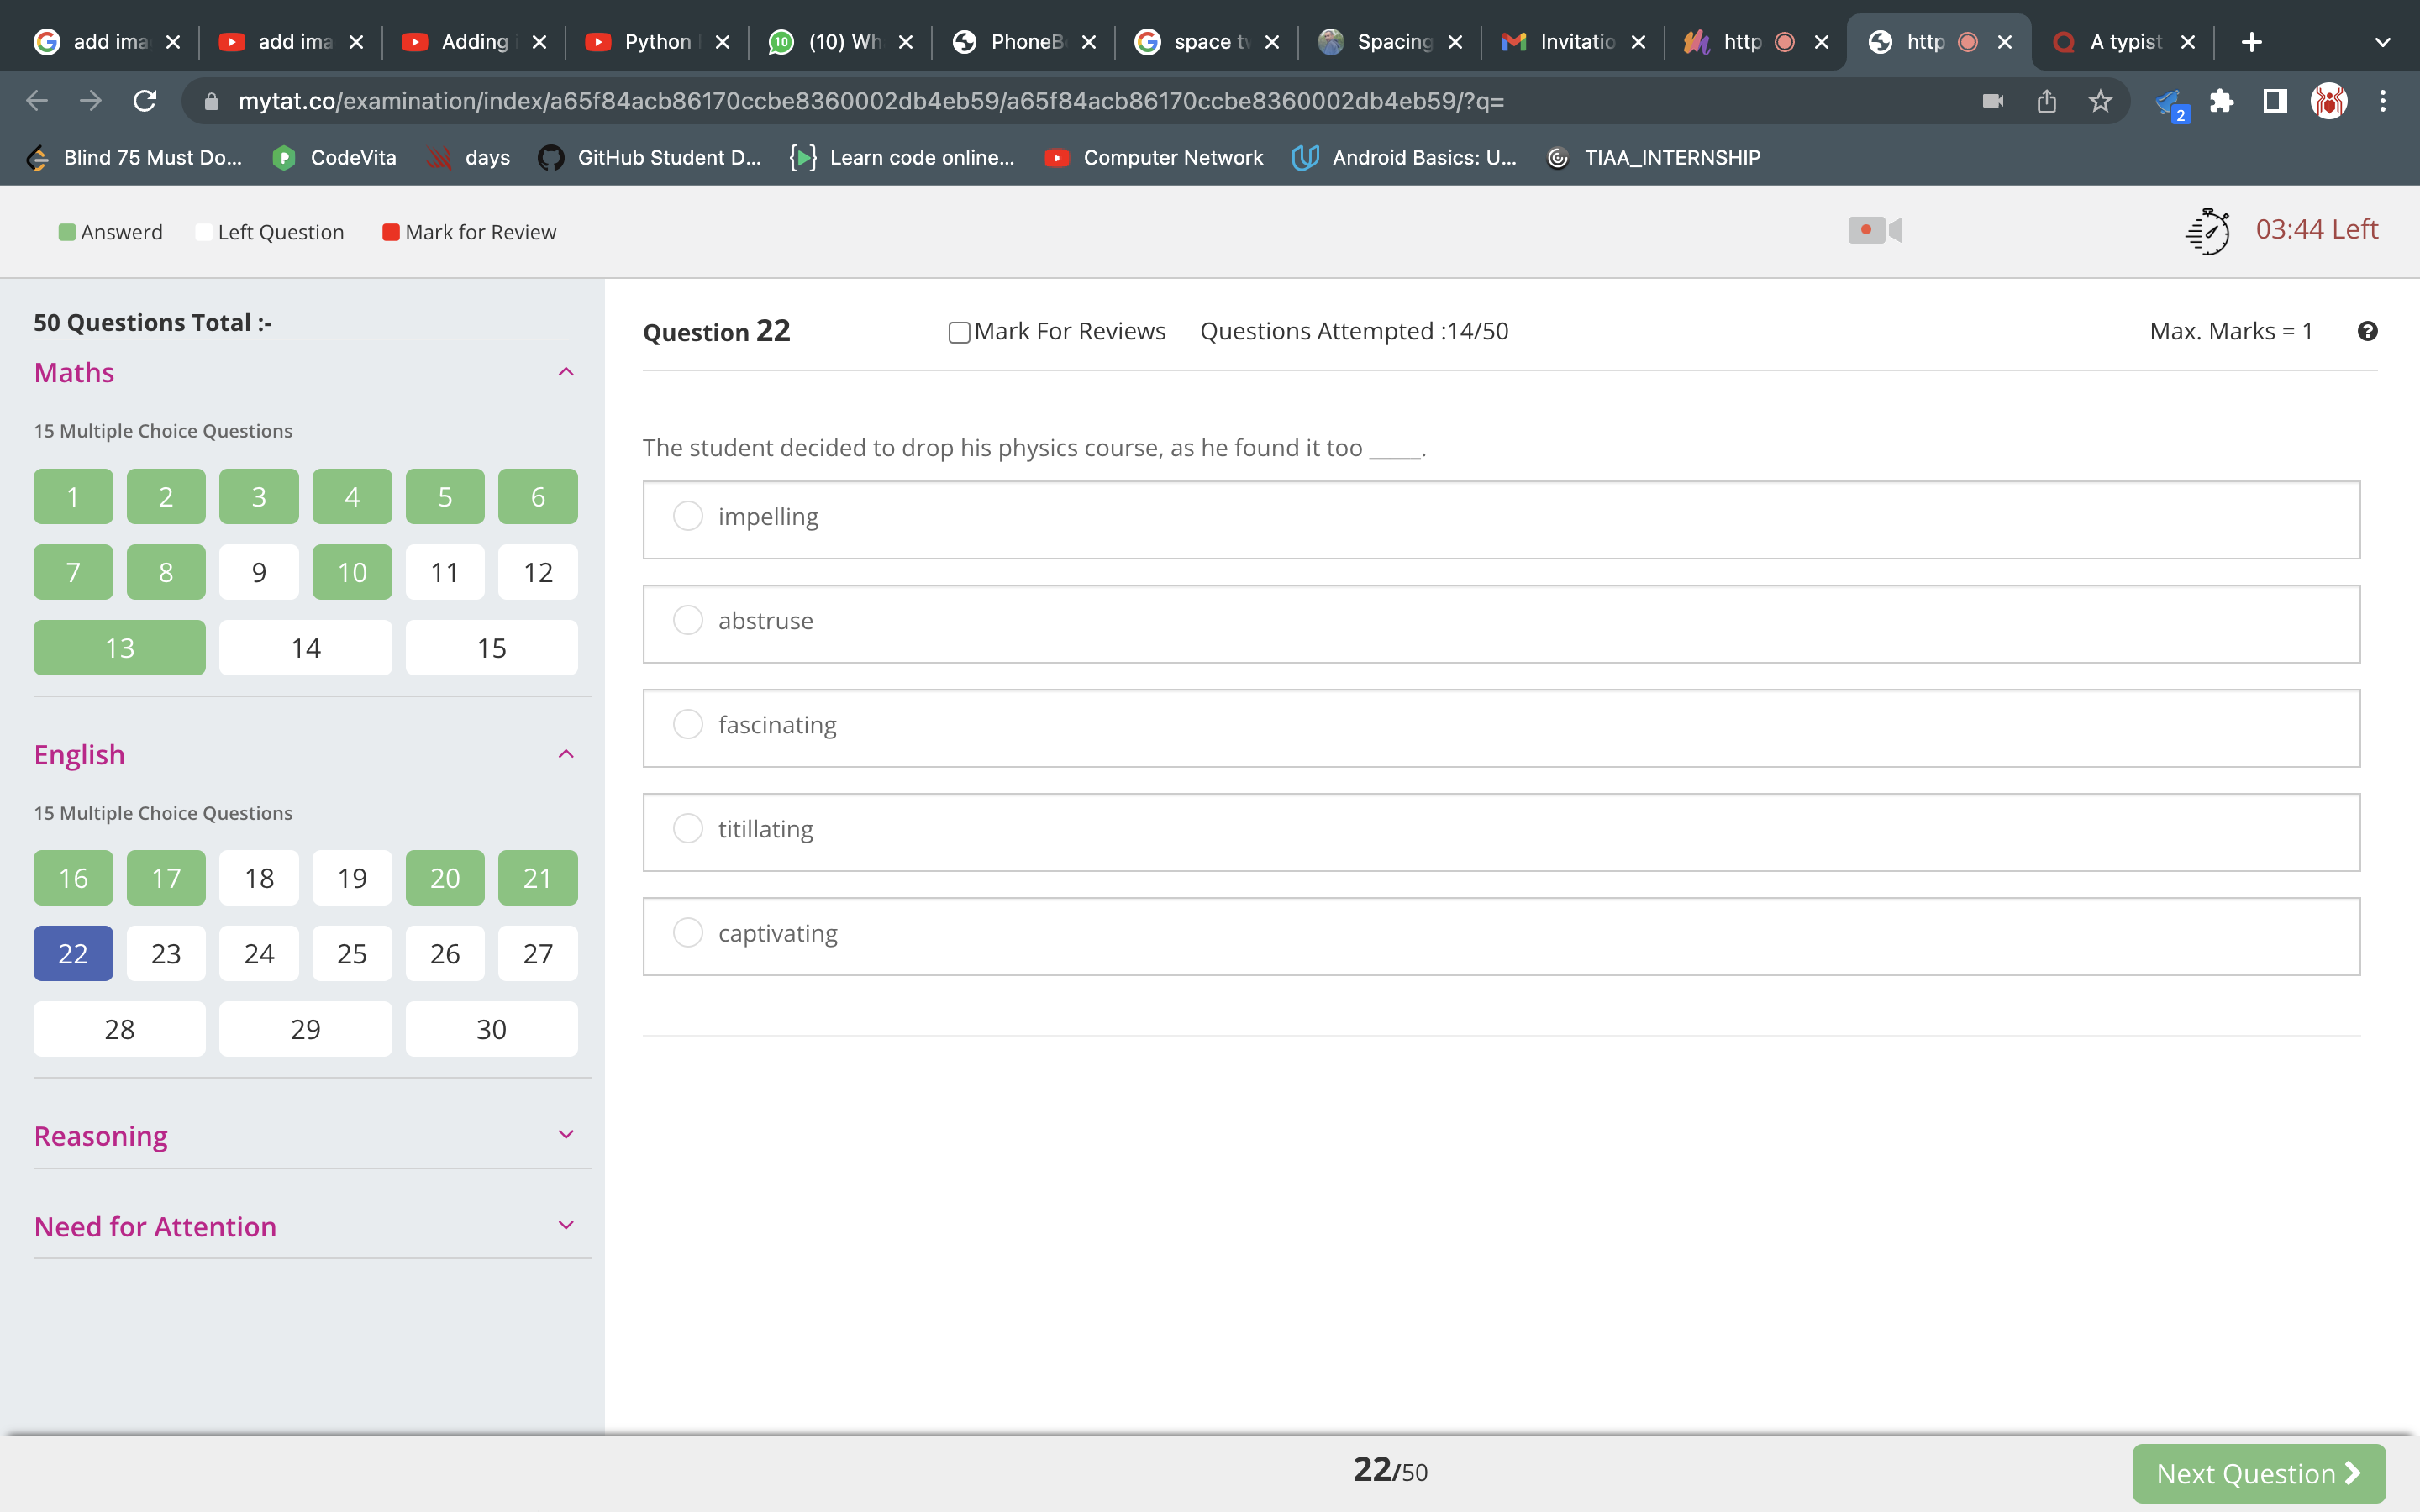 add ima
add ima
Adding
Python
10 (10) Wh
PhoneB
space tv
Spacing
Invitatio
http
http
A typist
mytat.co/examination/index/a65f84acb86170ccbe8360002db4eb59/a65f84acb86170ccbe8360002db4eb59/?q=
2
Blind 75 Must Do... CodeVita days GitHub Student D... Learn code online... Computer Network Android Basics: U... TIAA_INTERNSHIP
Answerd Left Question Mark for Review
03:44 Left
50 Questions Total :-
Maths
15 Multiple Choice Questions
1 2 3 4 5 6
7 8 9 10 11 12
13 14 15
English
15 Multiple Choice Questions
16 17 18 19 20 21
22 23 24 25 26 27
28 29 30
Reasoning
Need for Attention
Question 22 Mark For Reviews Questions Attempted :14/50 Max. Marks = 1 ?
The student decided to drop his physics course, as he found it too ____.
impelling
abstruse
fascinating
titillating
captivating
22/50
Next Question